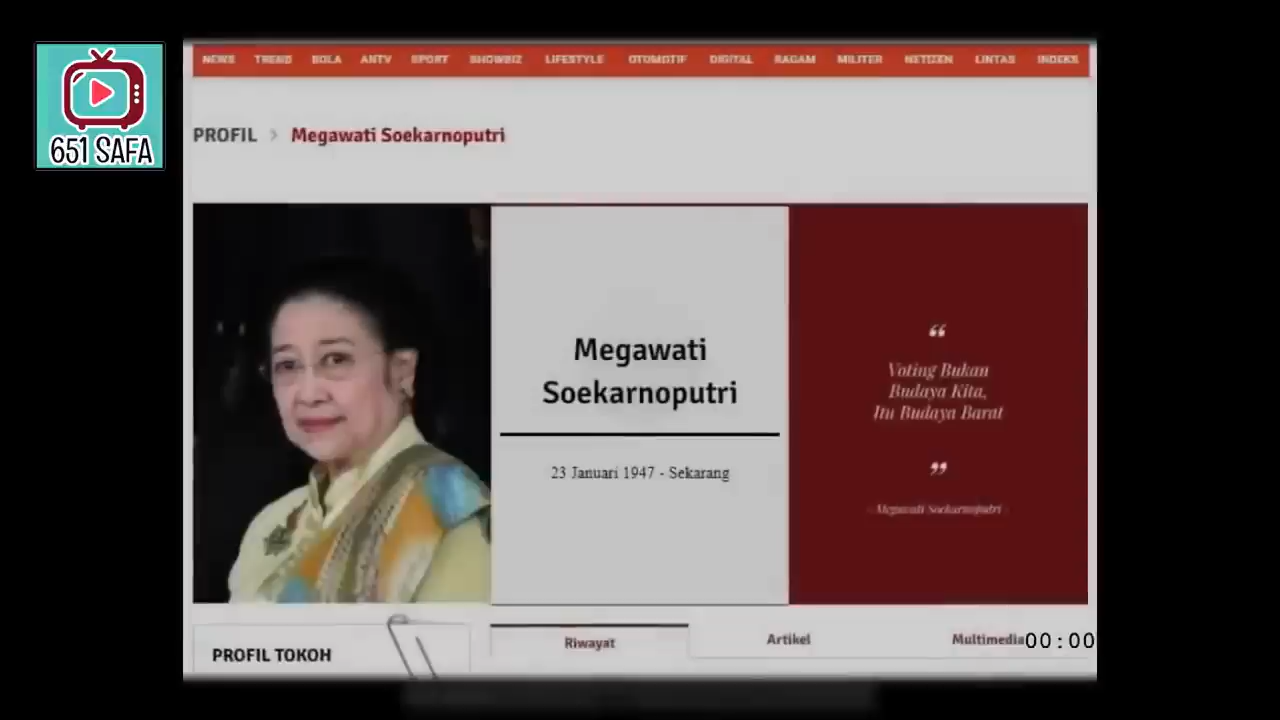 NEWS TREND BOLA ANTV SPORT SHOWBIZ LIFESTYLE OTOMOTIF DIGITAL RAGAM MILITER NETIZEN LINTAS INDEKS
651 SAFA
PROFIL > Megawati Soekarnoputri
Megawati
Soekarnoputri
23 Januari 1947 - Sekarang
“
Voting Bukan
Budaya Kita,
Itu Budaya Barat
”
- Megawati Soekarnoputri -
Riwayat
Artikel
Multimedia
00:00
PROFIL TOKOH